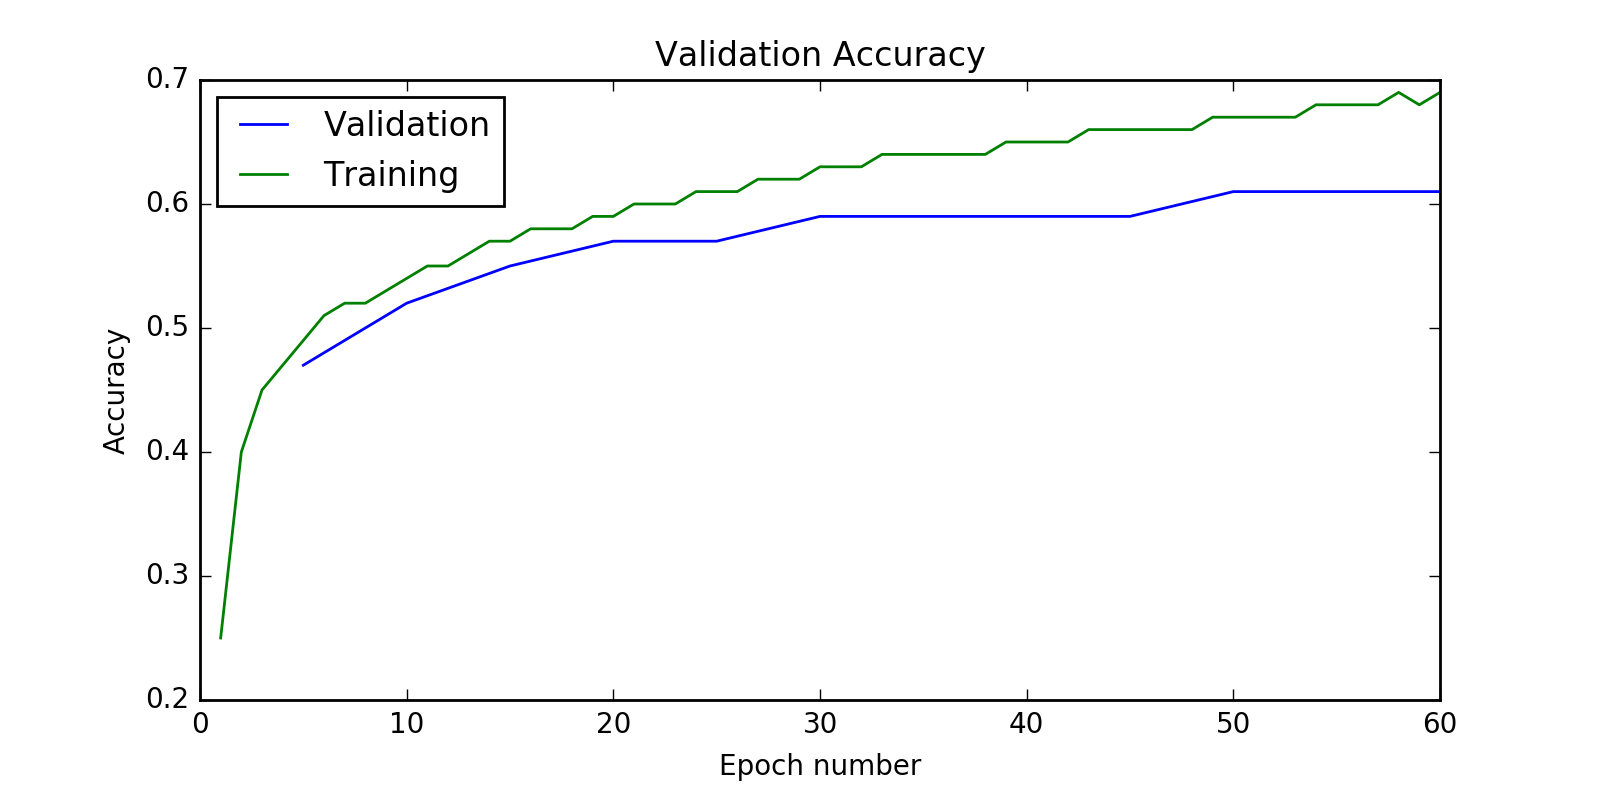 Validation Accuracy
0.7
Validation
Training
0.6
0.5
0.4
0.3
0.2
Accuracy
0 10 20 30 40 50 60
Epoch number